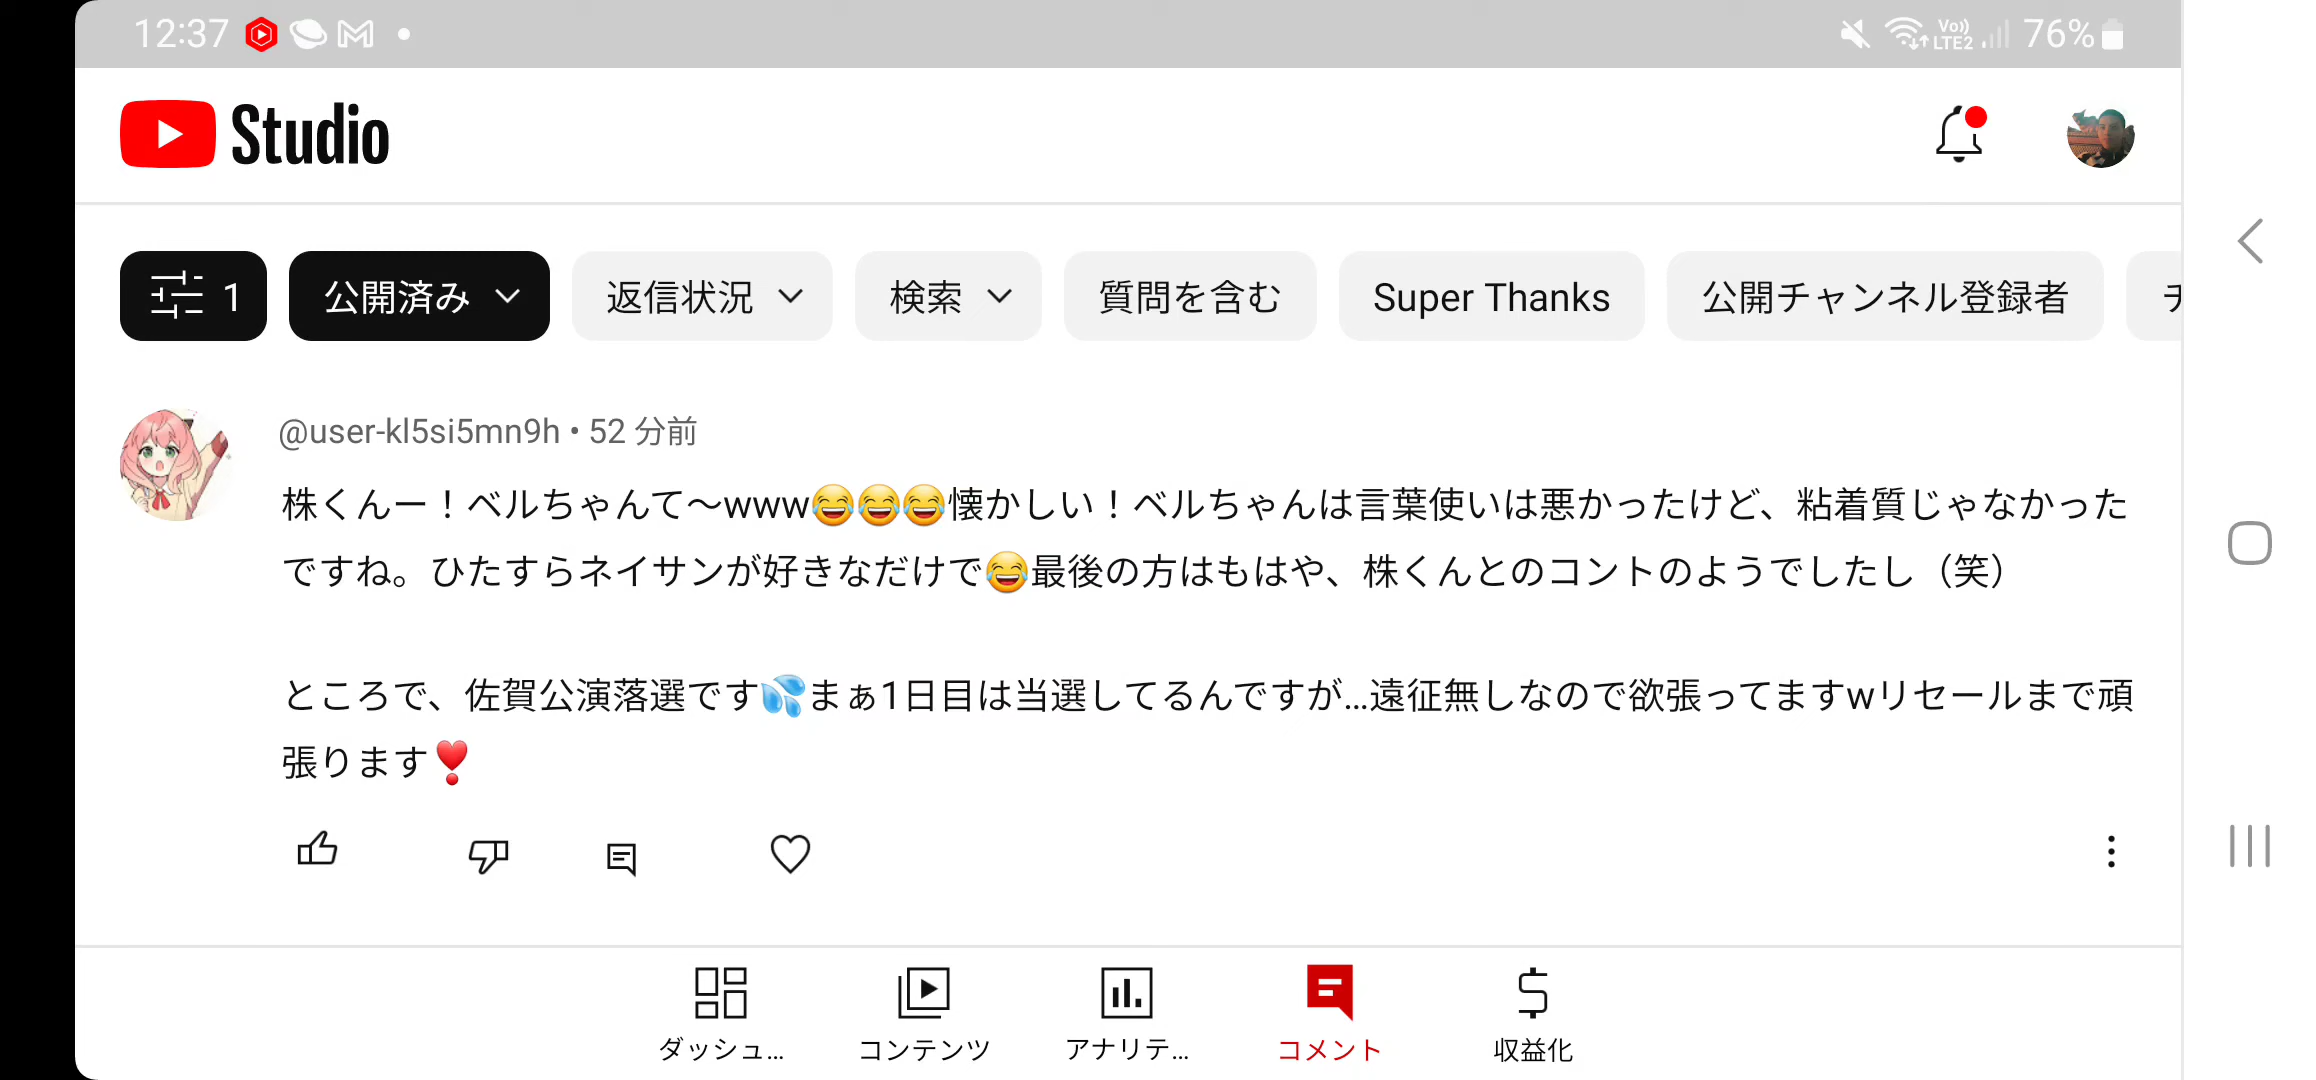 12:37
Vo))
LTE2
76%
Studio
1
公開済み
返信状況
検索
質問を含む
Super Thanks
公開チャンネル登録者
@user-kl5si5mn9h • 52 分前
株くんー！ベルちゃんて〜www😂😂😂懐かしい！ベルちゃんは言葉使いは悪かったけど、粘着質じゃなかった
ですね。ひたすらネイサンが好きなだけで😂最後の方はもはや、株くんとのコントのようでしたし（笑）
ところで、佐賀公演落選です💦まぁ1日目は当選してるんですが...遠征無しなので欲張ってますwリセールまで頑
張ります❣️
ダッシュ...
コンテンツ
アナリテ...
コメント
収益化